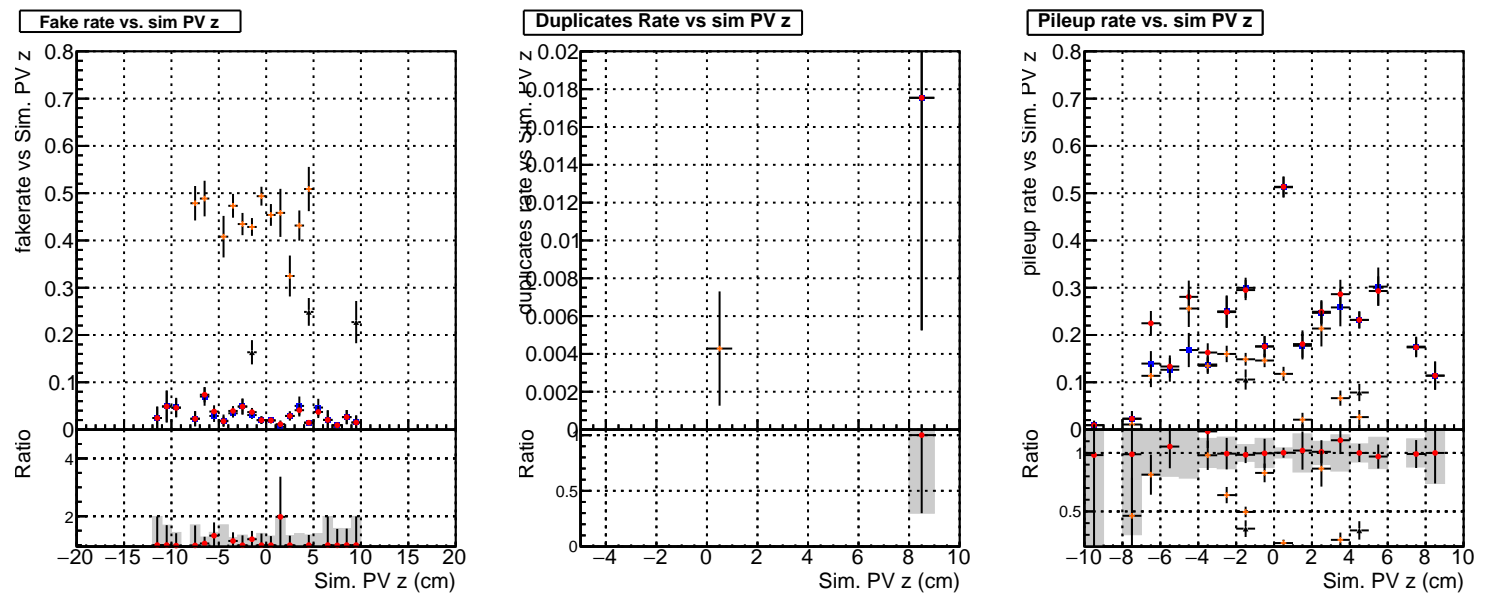 Fake rate vs. sim PV z
fakerate vs Sim. PV z
0.8
0.7
0.6
0.5
0.4
0.3
0.2
0.1
0
Ratio
4
2
−20 −15 −10 −5 0 5 10 15 20
Sim. PV z (cm)
Duplicates Rate vs sim PV z
duplicates rate vs Sim. PV z
0.02
0.018
0.016
0.014
0.012
0.01
0.008
0.006
0.004
0.002
0
Ratio
1
0.5
0
−4 −2 0 2 4 6 8 10
Sim. PV z (cm)
Pileup rate vs. sim PV z
pileup rate vs Sim. PV z
0.8
0.7
0.6
0.5
0.4
0.3
0.2
0.1
0
Ratio
1
0.5
−10 −8 −6 −4 −2 0 2 4 6 8 10
Sim. PV z (cm)